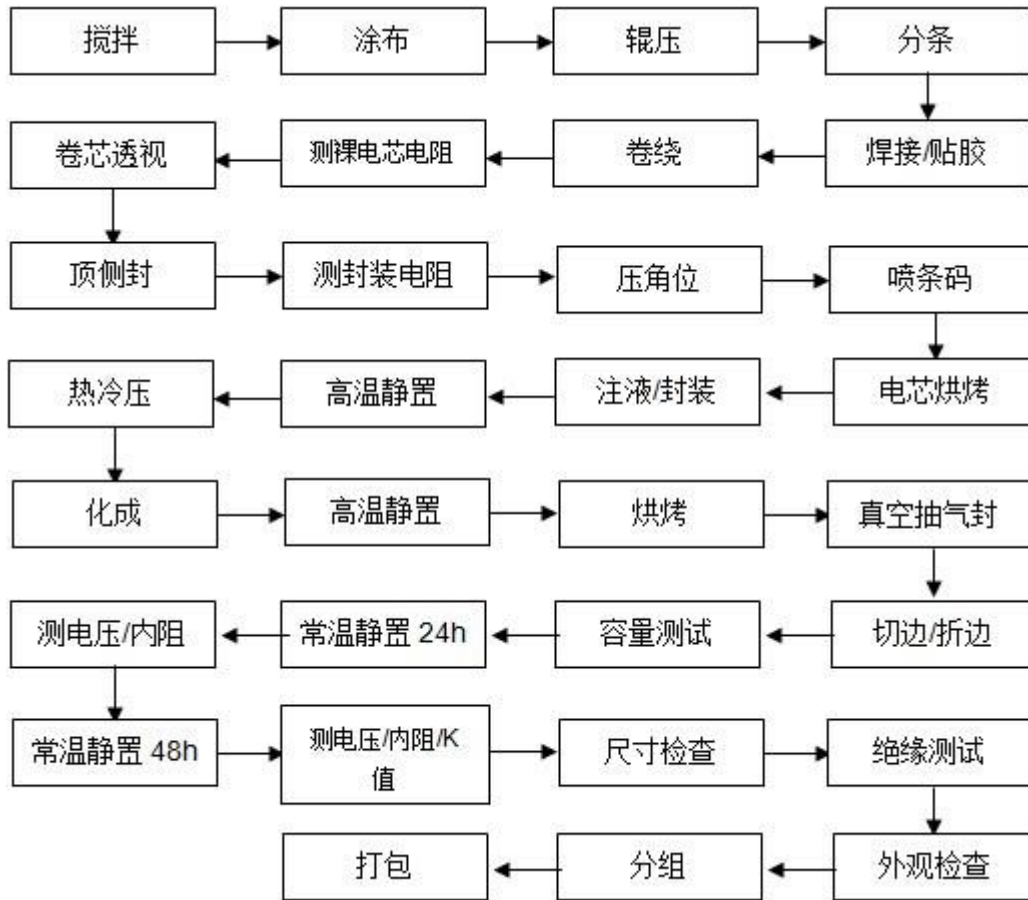 搅拌
涂布
辊压
分条
焊接/贴胶
卷绕
测裸电芯电阻
卷芯透视
顶侧封
测封装电阻
压角位
喷条码
电芯烘烤
注液/封装
高温静置
热冷压
化成
高温静置
烘烤
真空抽气封
切边/折边
容量测试
常温静置 24h
测电压/内阻
常温静置 48h
测电压/内阻/K
值
尺寸检查
绝缘测试
外观检查
分组
打包